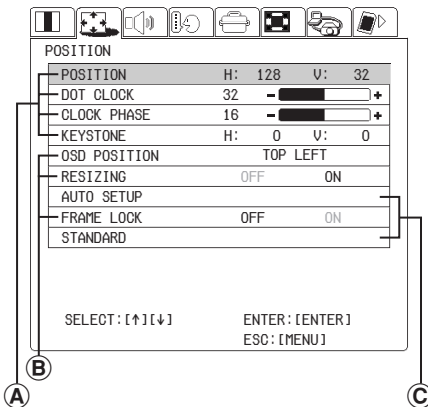 POSITION
POSITION H: 128 V: 32
DOT CLOCK 32 - +
CLOCK PHASE 16 - +
KEYSTONE H: 0 V: 0
OSD POSITION TOP LEFT
RESIZING OFF ON
AUTO SETUP
FRAME LOCK OFF ON
STANDARD
SELECT:[↑][↓] ENTER:[ENTER]
ESC:[MENU]
B
A C